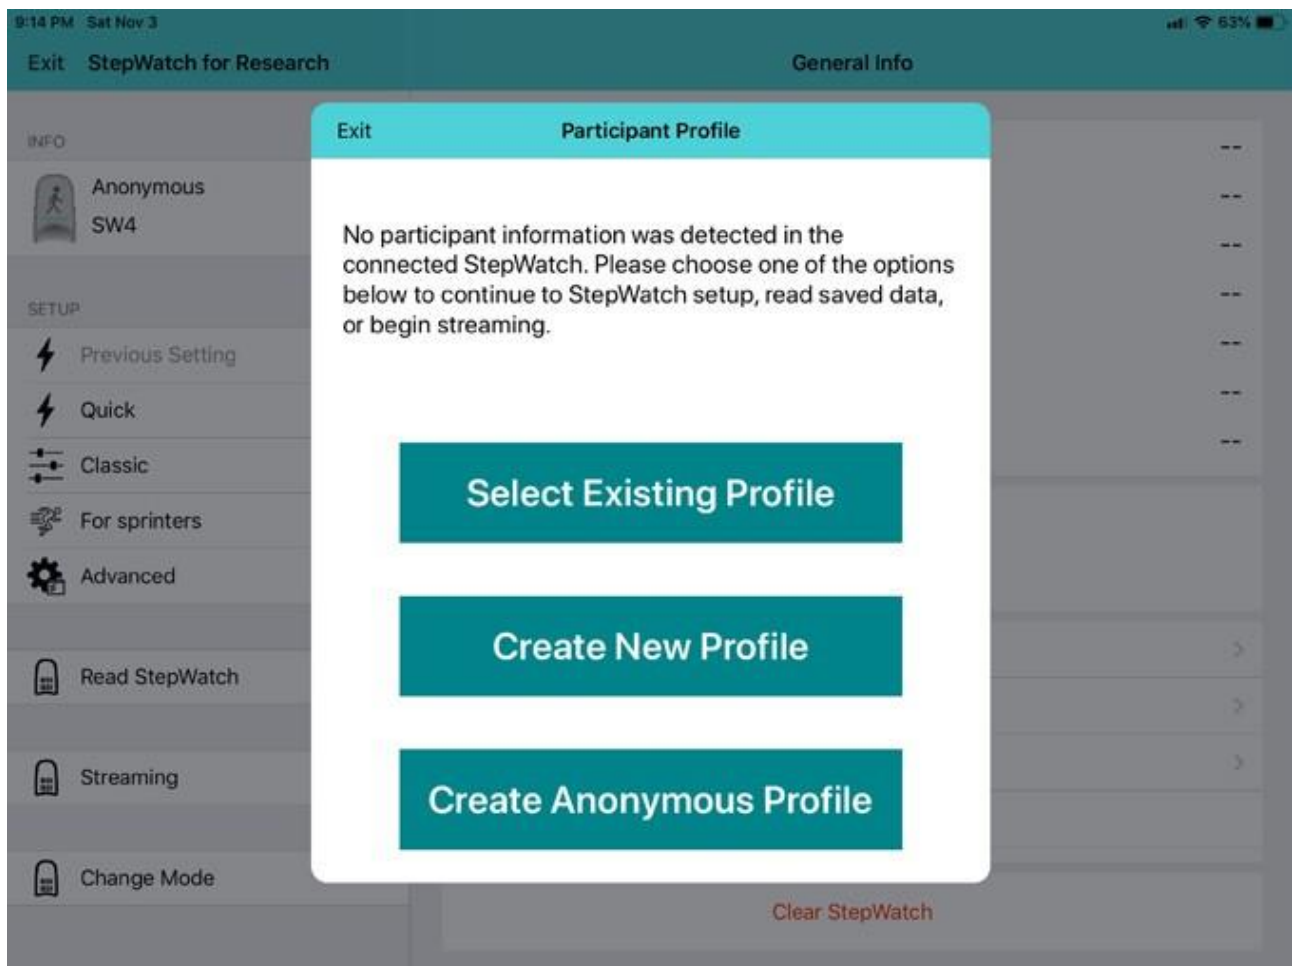 9:14 PM Sat Nov 3
63%
Exit StepWatch for Research
General Info
INFO
Anonymous
SW4
SETUP
Previous Setting
Quick
Classic
For sprinters
Advanced
Read StepWatch
Streaming
Change Mode
Exit
Participant Profile
No participant information was detected in the
connected StepWatch. Please choose one of the options
below to continue to StepWatch setup, read saved data,
or begin streaming.
Select Existing Profile
Create New Profile
Create Anonymous Profile
--
--
--
--
--
--
--
Clear StepWatch